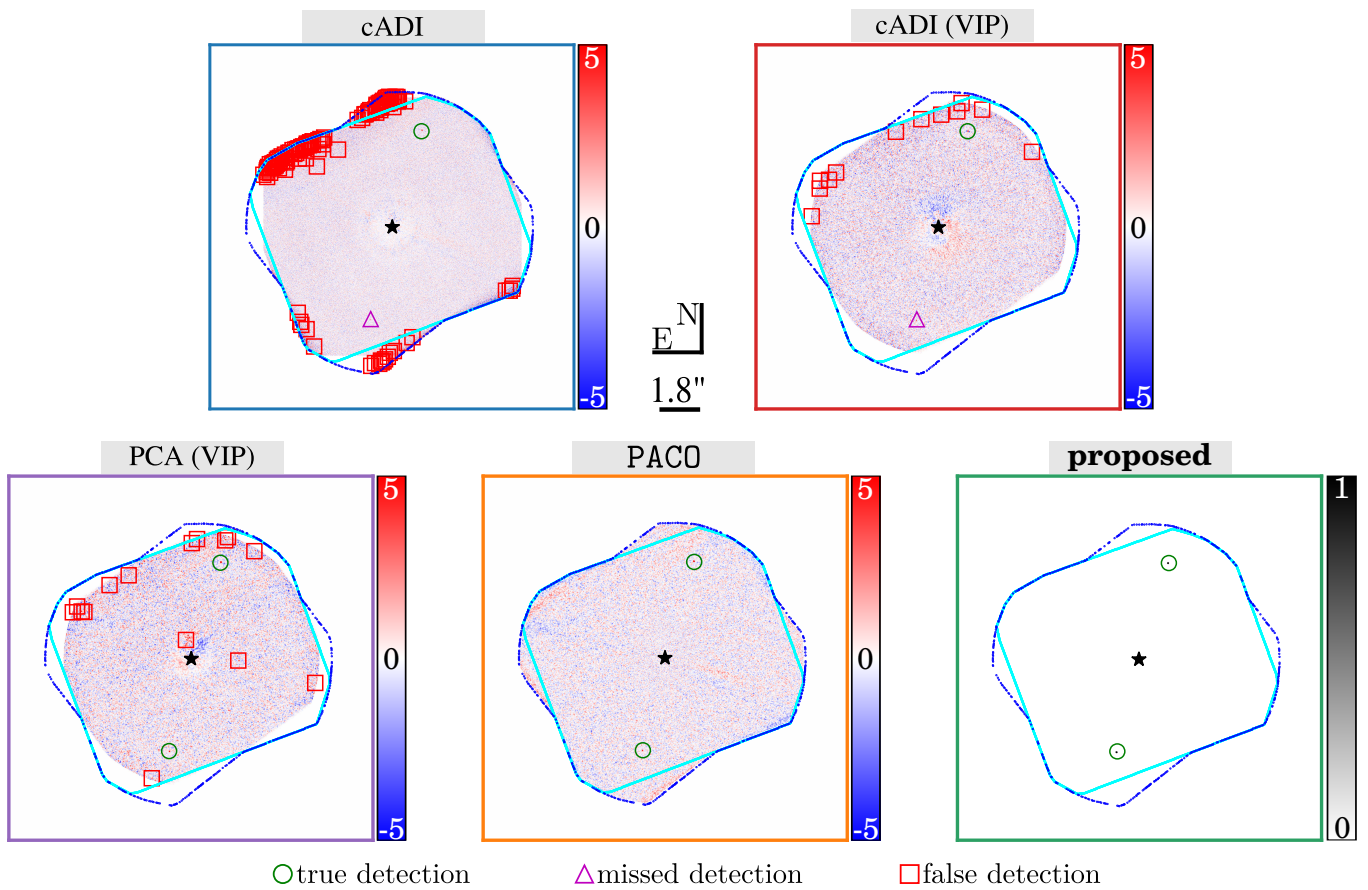 cADI
cADI (VIP)
5
0
-5
5
0
-5
N
E
1.8"
PCA (VIP)
PACO
proposed
5
0
-5
5
0
-5
1
0
true detection
missed detection
false detection